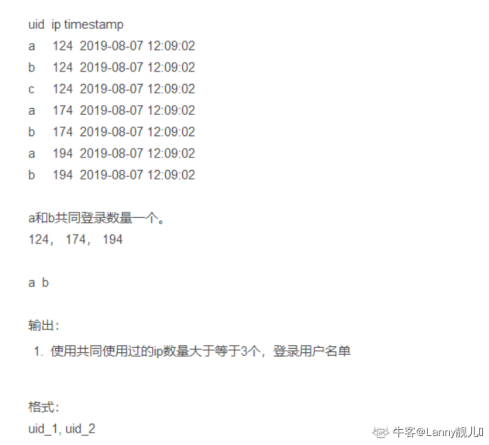 uid ip timestamp
a 124 2019-08-07 12:09:02
b 124 2019-08-07 12:09:02
c 124 2019-08-07 12:09:02
a 174 2019-08-07 12:09:02
b 174 2019-08-07 12:09:02
a 194 2019-08-07 12:09:02
b 194 2019-08-07 12:09:02
a和b共同登录数量一个。
124， 174， 194
a b
输出：
1. 使用共同使用过的ip数量大于等于3个，登录用户名单
格式：
uid_1, uid_2
牛客@Lanny靓儿